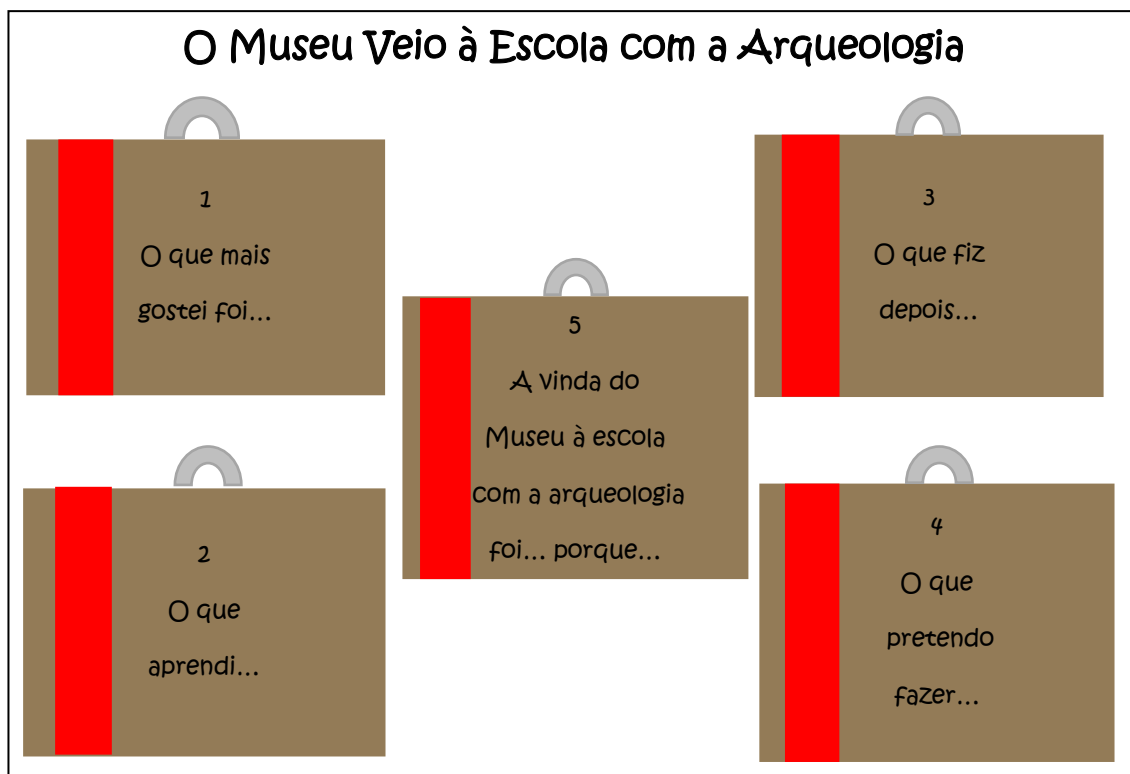 O Museu Veio à Escola com a Arqueologia
1
O que mais
gostei foi...
2
O que
aprendi...
3
O que fiz
depois...
4
O que
pretendo
fazer...
5
A vinda do
Museu à escola
com a arqueologia
foi... porque...